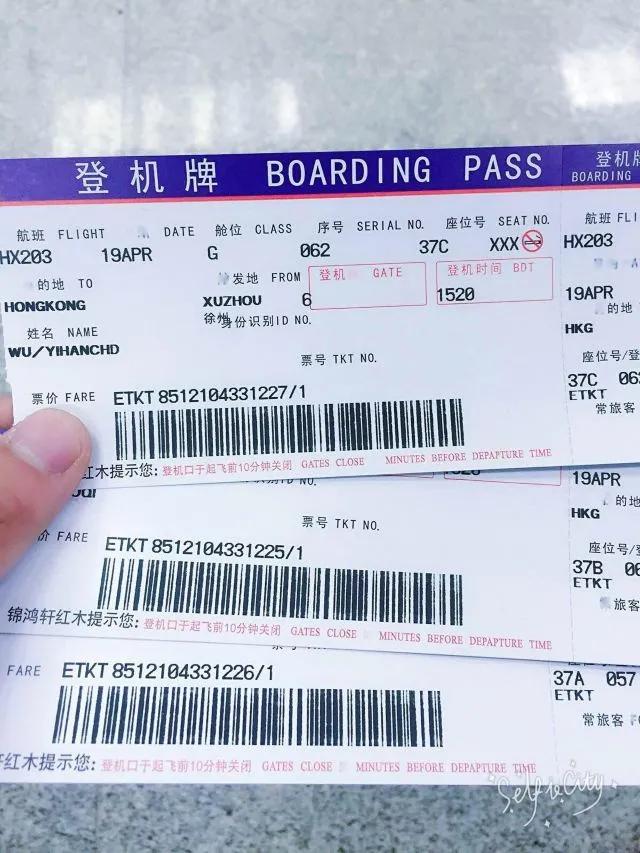 登机牌 BOARDING PASS
登机牌
BOARDING
航班 FLIGHT DATE 舱位 CLASS 序号 SERIAL NO. 座位号 SEAT NO.
HX203 19APR G 062 37C XXX
的地 TO 发地 FROM 登机 GATE 登机时间 BDT
HONGKONG XUZHOU 6 1520
徐州 身份识别ID NO.
姓名 NAME
WU/YIHANCHD
票号 TKT NO.
票价 FARE ETKT 8512104331227/1
红木提示您: 登机口于起飞前10分钟关闭 GATES CLOSE MINUTES BEFORE DEPAPTURE TIME
航班 FLI
HX203
19APR
的地
HKG
座位号/登
37C 062
ETKT
常旅客
票号 TKT NO.
价 FARE ETKT 8512104331225/1
锦鸿轩红木提示您: 登机口于起飞前10分钟关闭 GATES CLOSE MINUTES BEFORE DEPAPTURE TIME
19APR
的地
HKG
座位号/登
37B 06
ETKT
旅客
FARE ETKT 8512104331226/1
轩红木提示您: 登机口于起飞前10分钟关闭 GATES CLOSE MINUTES BEFORE DEPAPTURE TIME
37A 057
ETKT
常旅客
SelfieCity